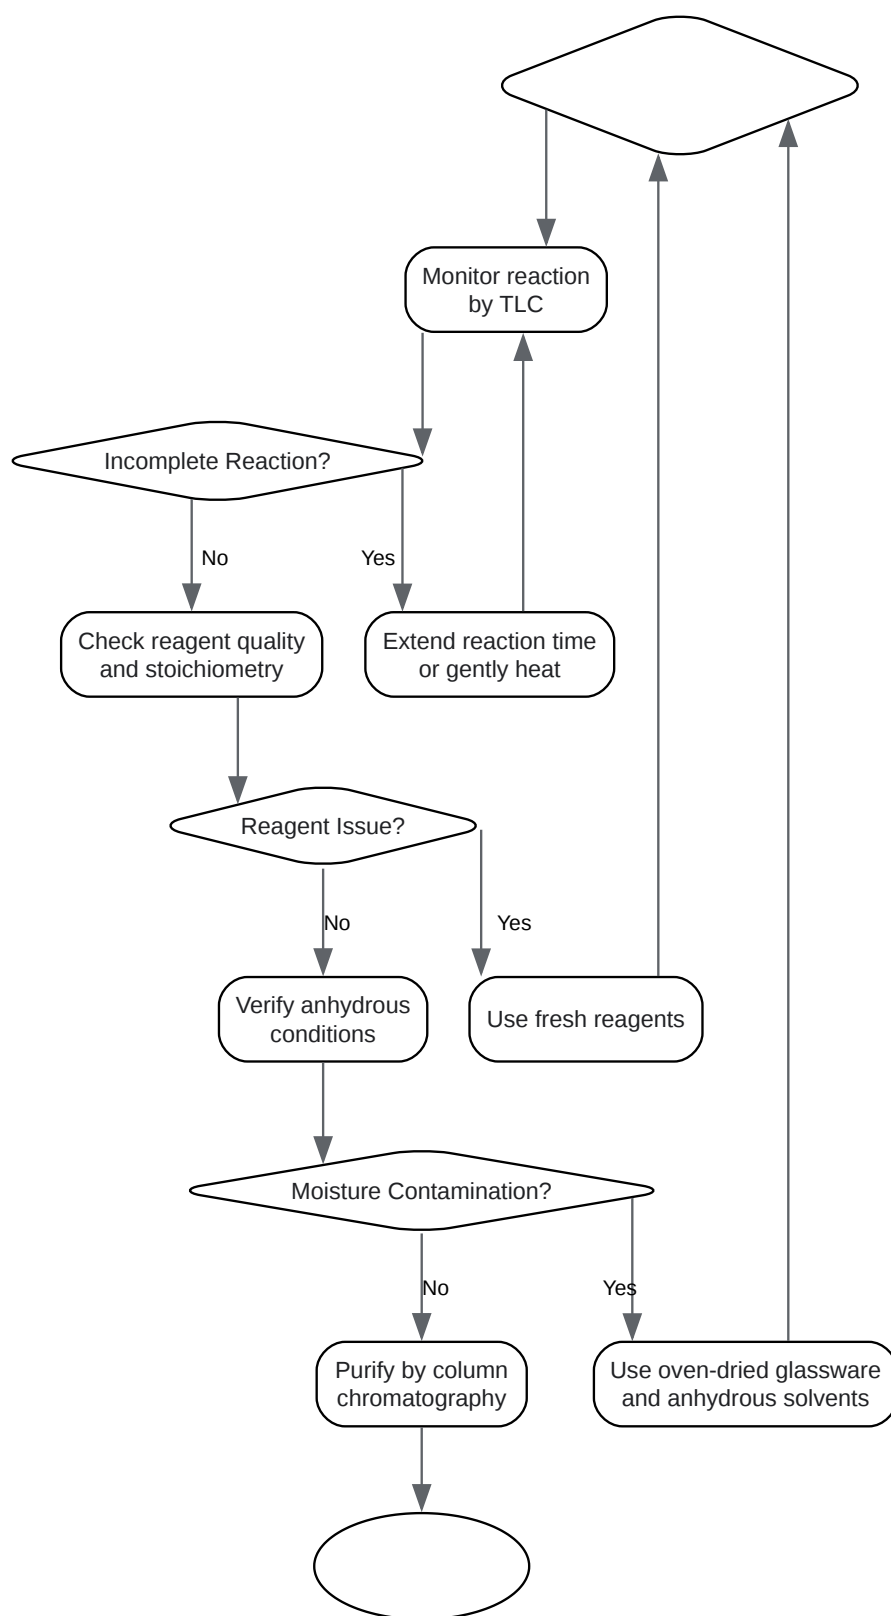 Monitor reaction
by TLC
Incomplete Reaction?
No
Yes
Check reagent quality
and stoichiometry
Extend reaction time
or gently heat
Reagent Issue?
No
Yes
Verify anhydrous
conditions
Use fresh reagents
Moisture Contamination?
No
Yes
Purify by column
chromatography
Use oven-dried glassware
and anhydrous solvents